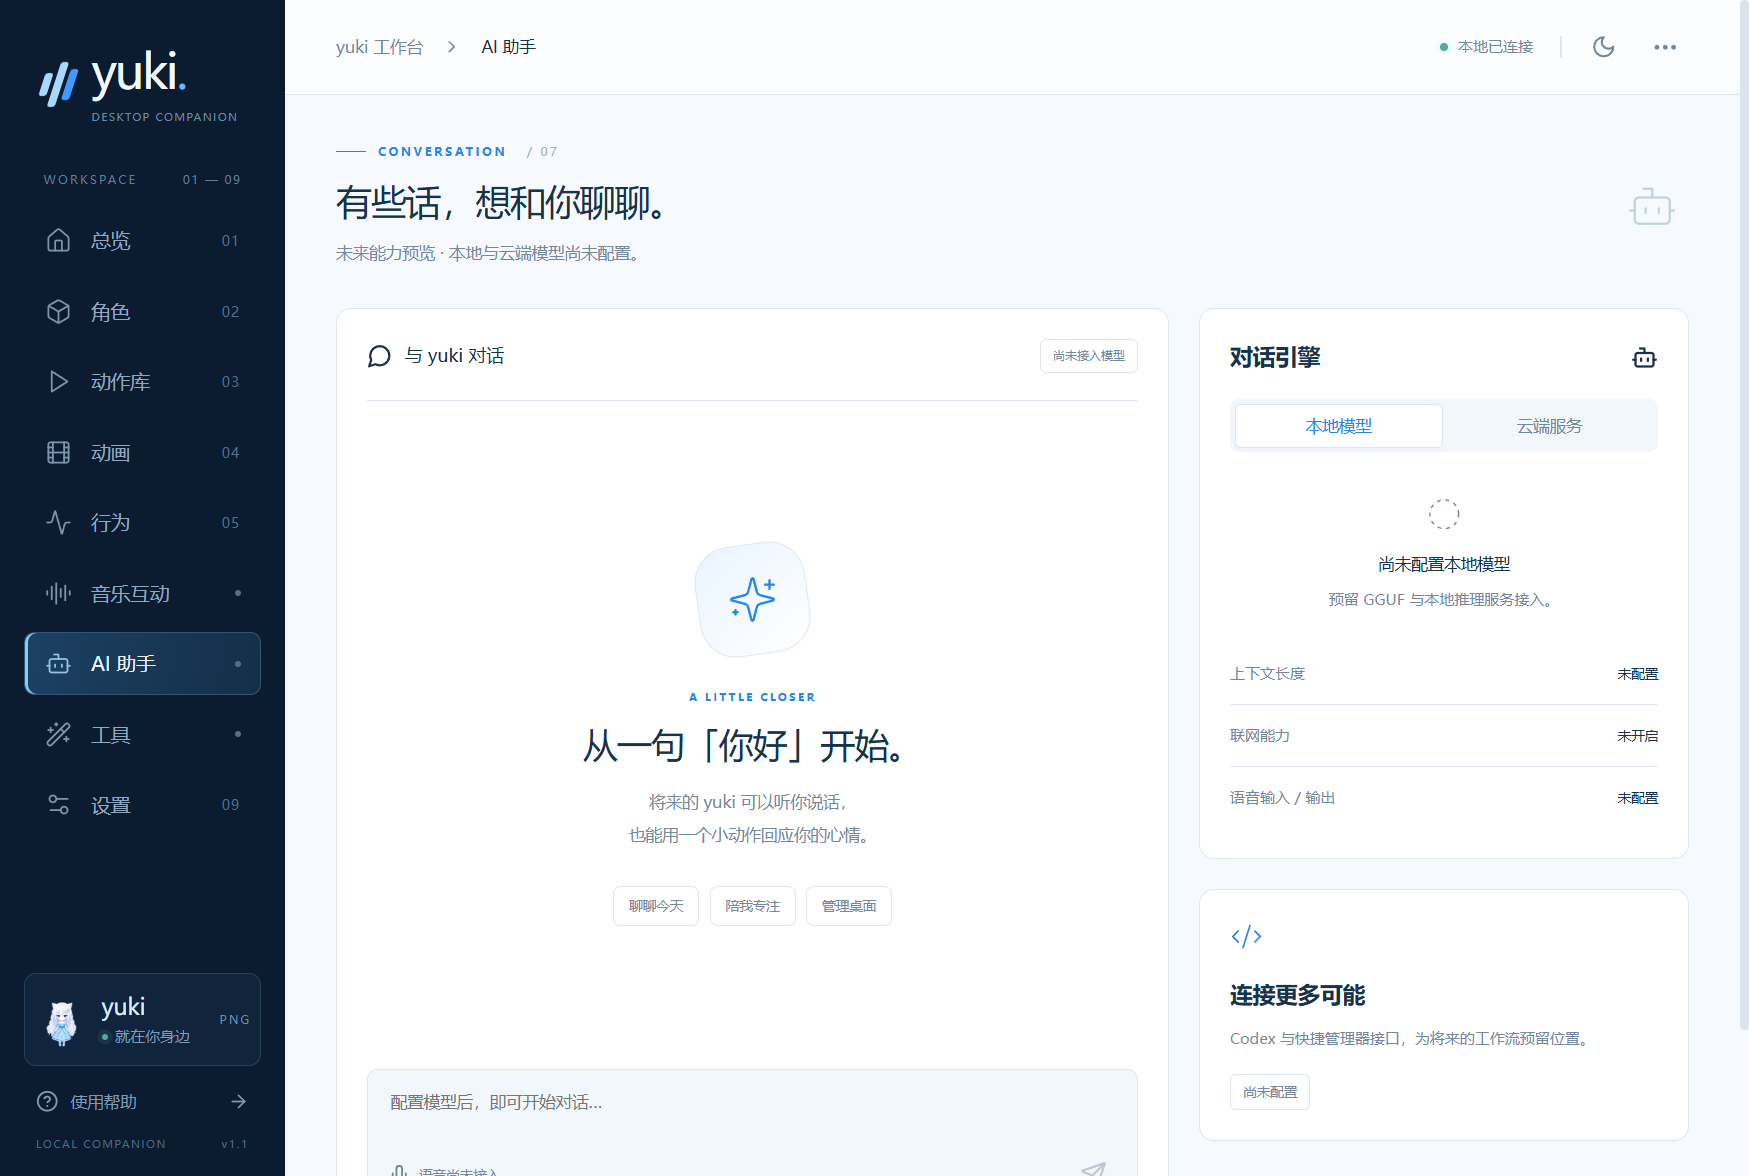 yuki.
DESKTOP COMPANION
WORKSPACE 01 — 09
总览 01
角色 02
动作库 03
动画 04
行为 05
音乐互动
AI 助手
工具
设置 09
yuki
就在你身边
PNG
使用帮助
LOCAL COMPANION v1.1
yuki 工作台 > AI 助手
本地已连接
CONVERSATION / 07
有些话，想和你聊聊。
未来能力预览 · 本地与云端模型尚未配置。
与 yuki 对话
尚未接入模型
A LITTLE CLOSER
从一句「你好」开始。
将来的 yuki 可以听你说话，
也能用一个小动作回应你的心情。
聊聊今天 陪我专注 管理桌面
配置模型后，即可开始对话...
语音尚未接入
对话引擎
本地模型 云端服务
尚未配置本地模型
预留 GGUF 与本地推理服务接入。
上下文长度 未配置
联网能力 未开启
语音输入 / 输出 未配置
连接更多可能
Codex 与快捷管理器接口，为将来的工作流预留位置。
尚未配置